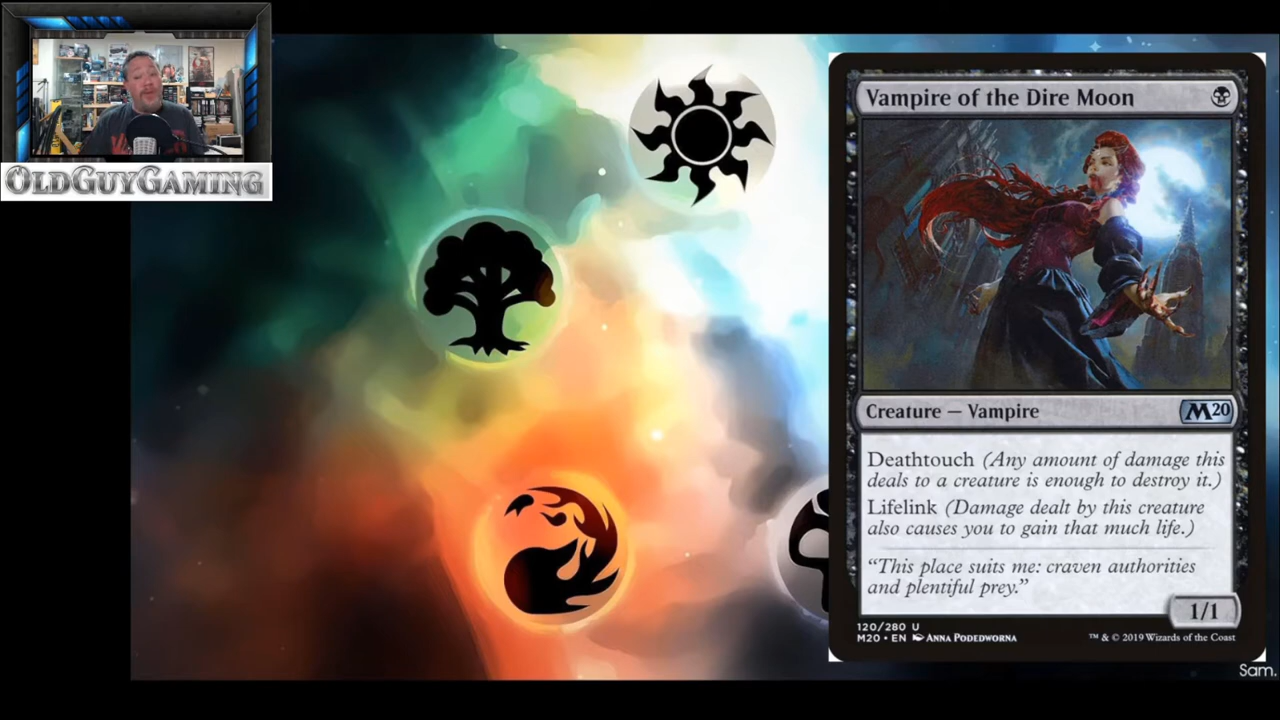 OLDGUYGAMING
Vampire of the Dire Moon
Creature — Vampire
M20
Deathtouch (Any amount of damage this
deals to a creature is enough to destroy it.)
Lifelink (Damage dealt by this creature
also causes you to gain that much life.)
“This place suits me: craven authorities
and plentiful prey.”
1/1
120/280 U
M20 • EN ANNA PODEDWORNA
™ & © 2019 Wizards of the Coast
Sam.